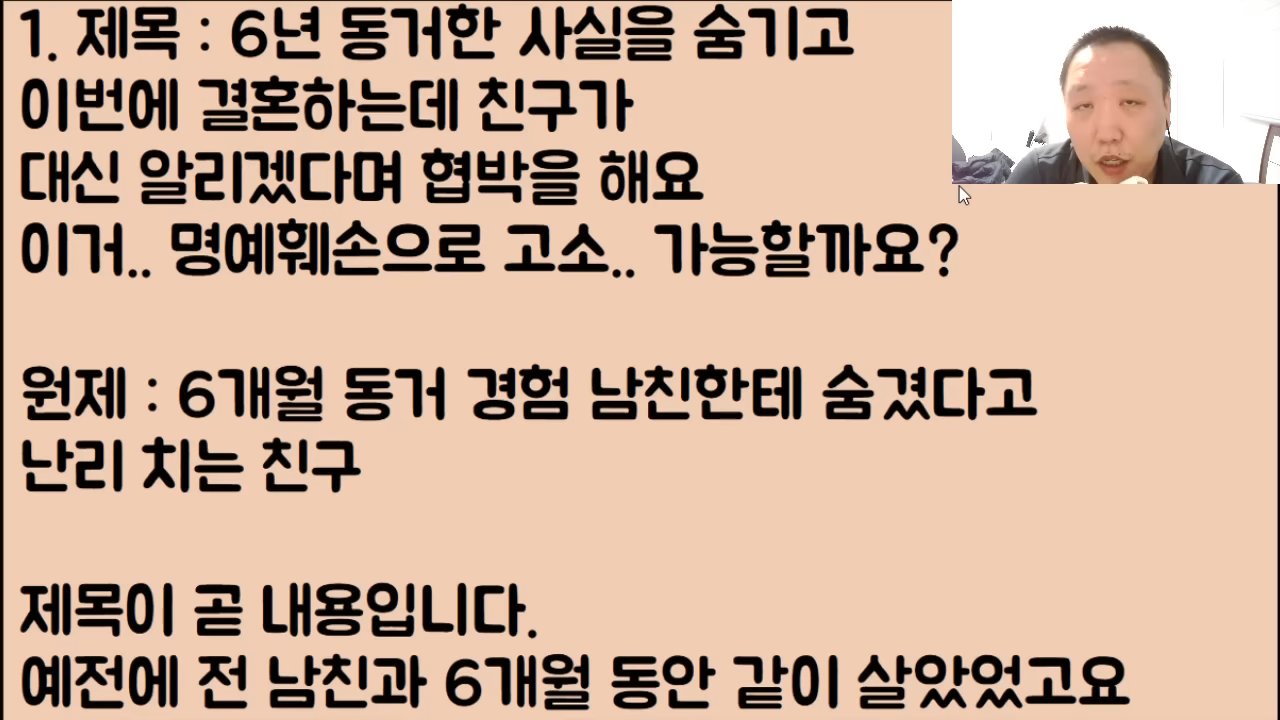 1. 제목 : 6년 동거한 사실을 숨기고
이번에 결혼하는데 친구가
대신 알리겠다며 협박을 해요
이거.. 명예훼손으로 고소.. 가능할까요?
원제 : 6개월 동거 경험 남친한테 숨겼다고
난리 치는 친구
제목이 곧 내용입니다.
예전에 전 남친과 6개월 동안 같이 살았었고요